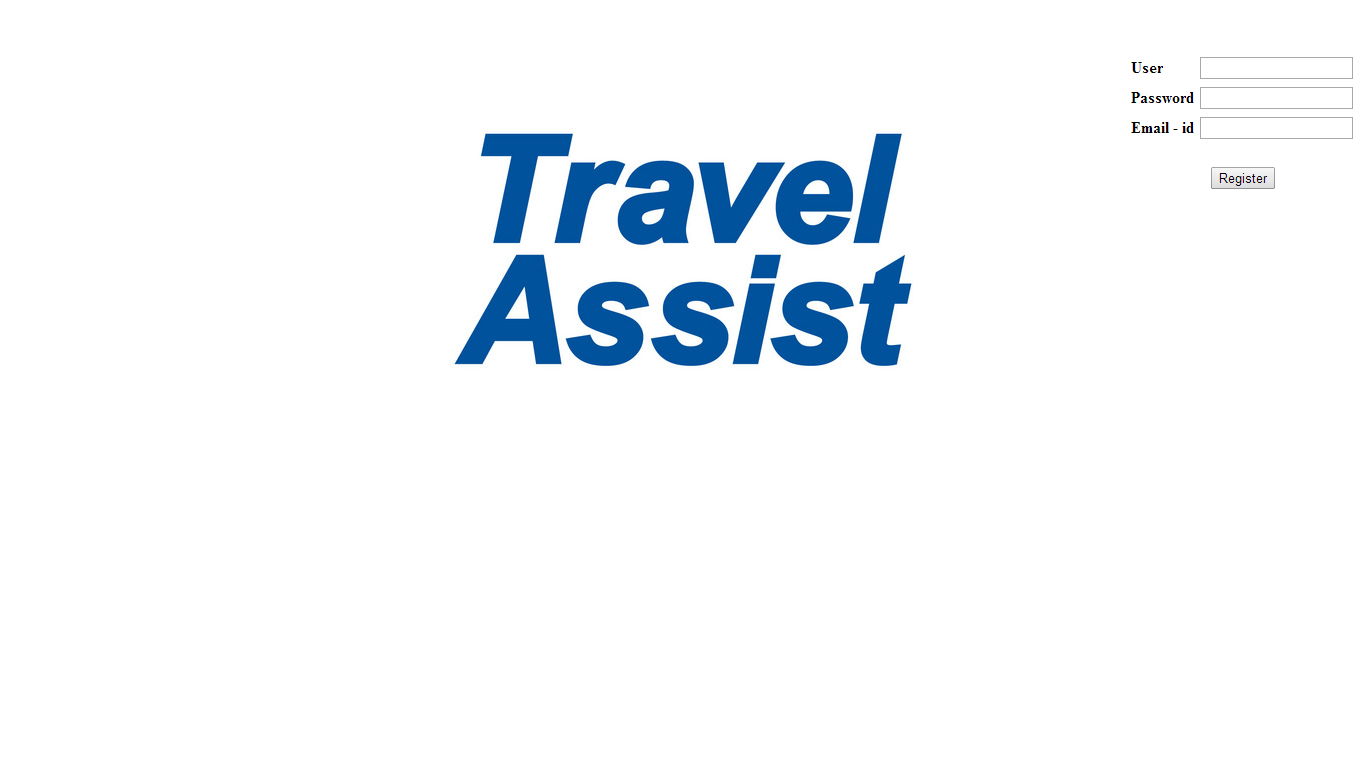 User
Password
Email - id
Register
Travel
Assist